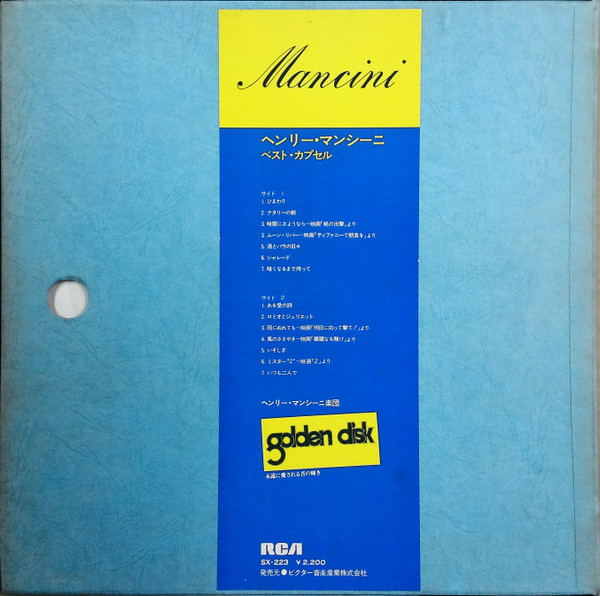 Mancini
ヘンリー・マンシーニ
ベスト・カプセル
サイド 1
1. ひまわり
2. ナタリーの朝
3. 暗闇にさようなら−映画「暁の出撃」より
3. ムーン・リバー−映画「ティファニーで朝食を」より
5. 酒とバラの日々
6. シャレード
7. 暗くなるまで待って
サイド 2
1. ある愛の詩
2. ロミオとジュリエット
3. 雨にぬれても−映画「明日に向って撃て!」より
4. 風のささやき−映画「華麗なる賭け」より
5. いそしぎ
6. ミスター"Z"−映画「Z」より
7. いつも二人で
ヘンリー・マンシーニ楽団
golden disk
永遠に愛される音の輝き
RCA
SX-223 ¥2,200
発売元●ビクター音楽産業株式会社